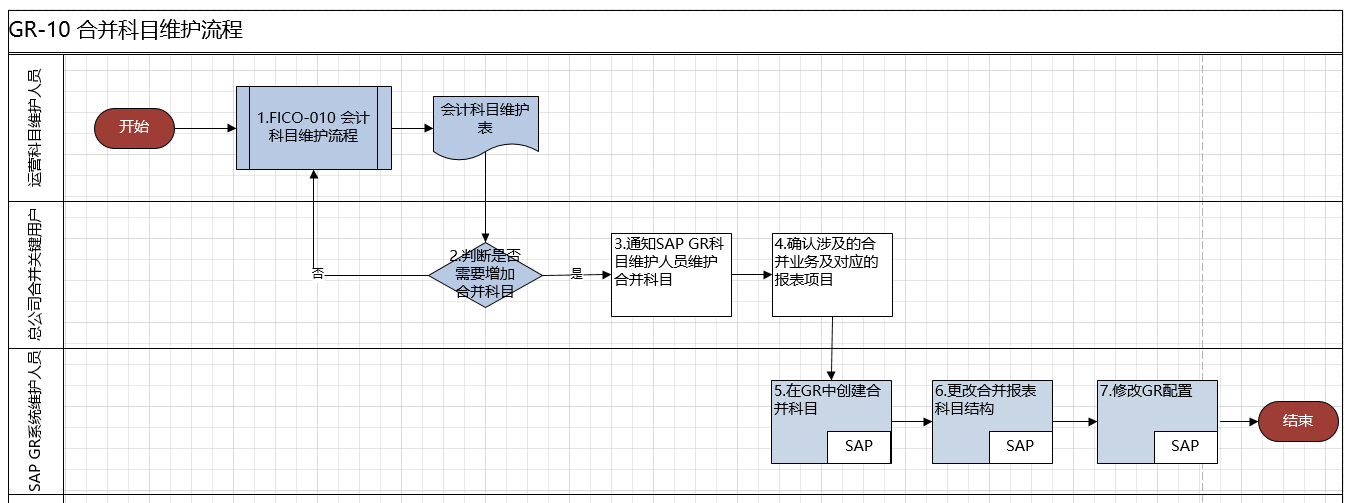 GR-10 合并科目维护流程
运营科目维护人员
开始
1.FICO-010 会计
科目维护流程
会计科目维护
表
总公司合并关键用户
2.判断是否
需要增加
合并科目
否
是
3.通知SAP GR科
目维护人员维护
合并科目
4.确认涉及的合
并业务及对应的
报表项目
SAP GR系统维护人员
5.在GR中创建合
并科目
SAP
6.更改合并报表
科目结构
SAP
7.修改GR配置
SAP
结束